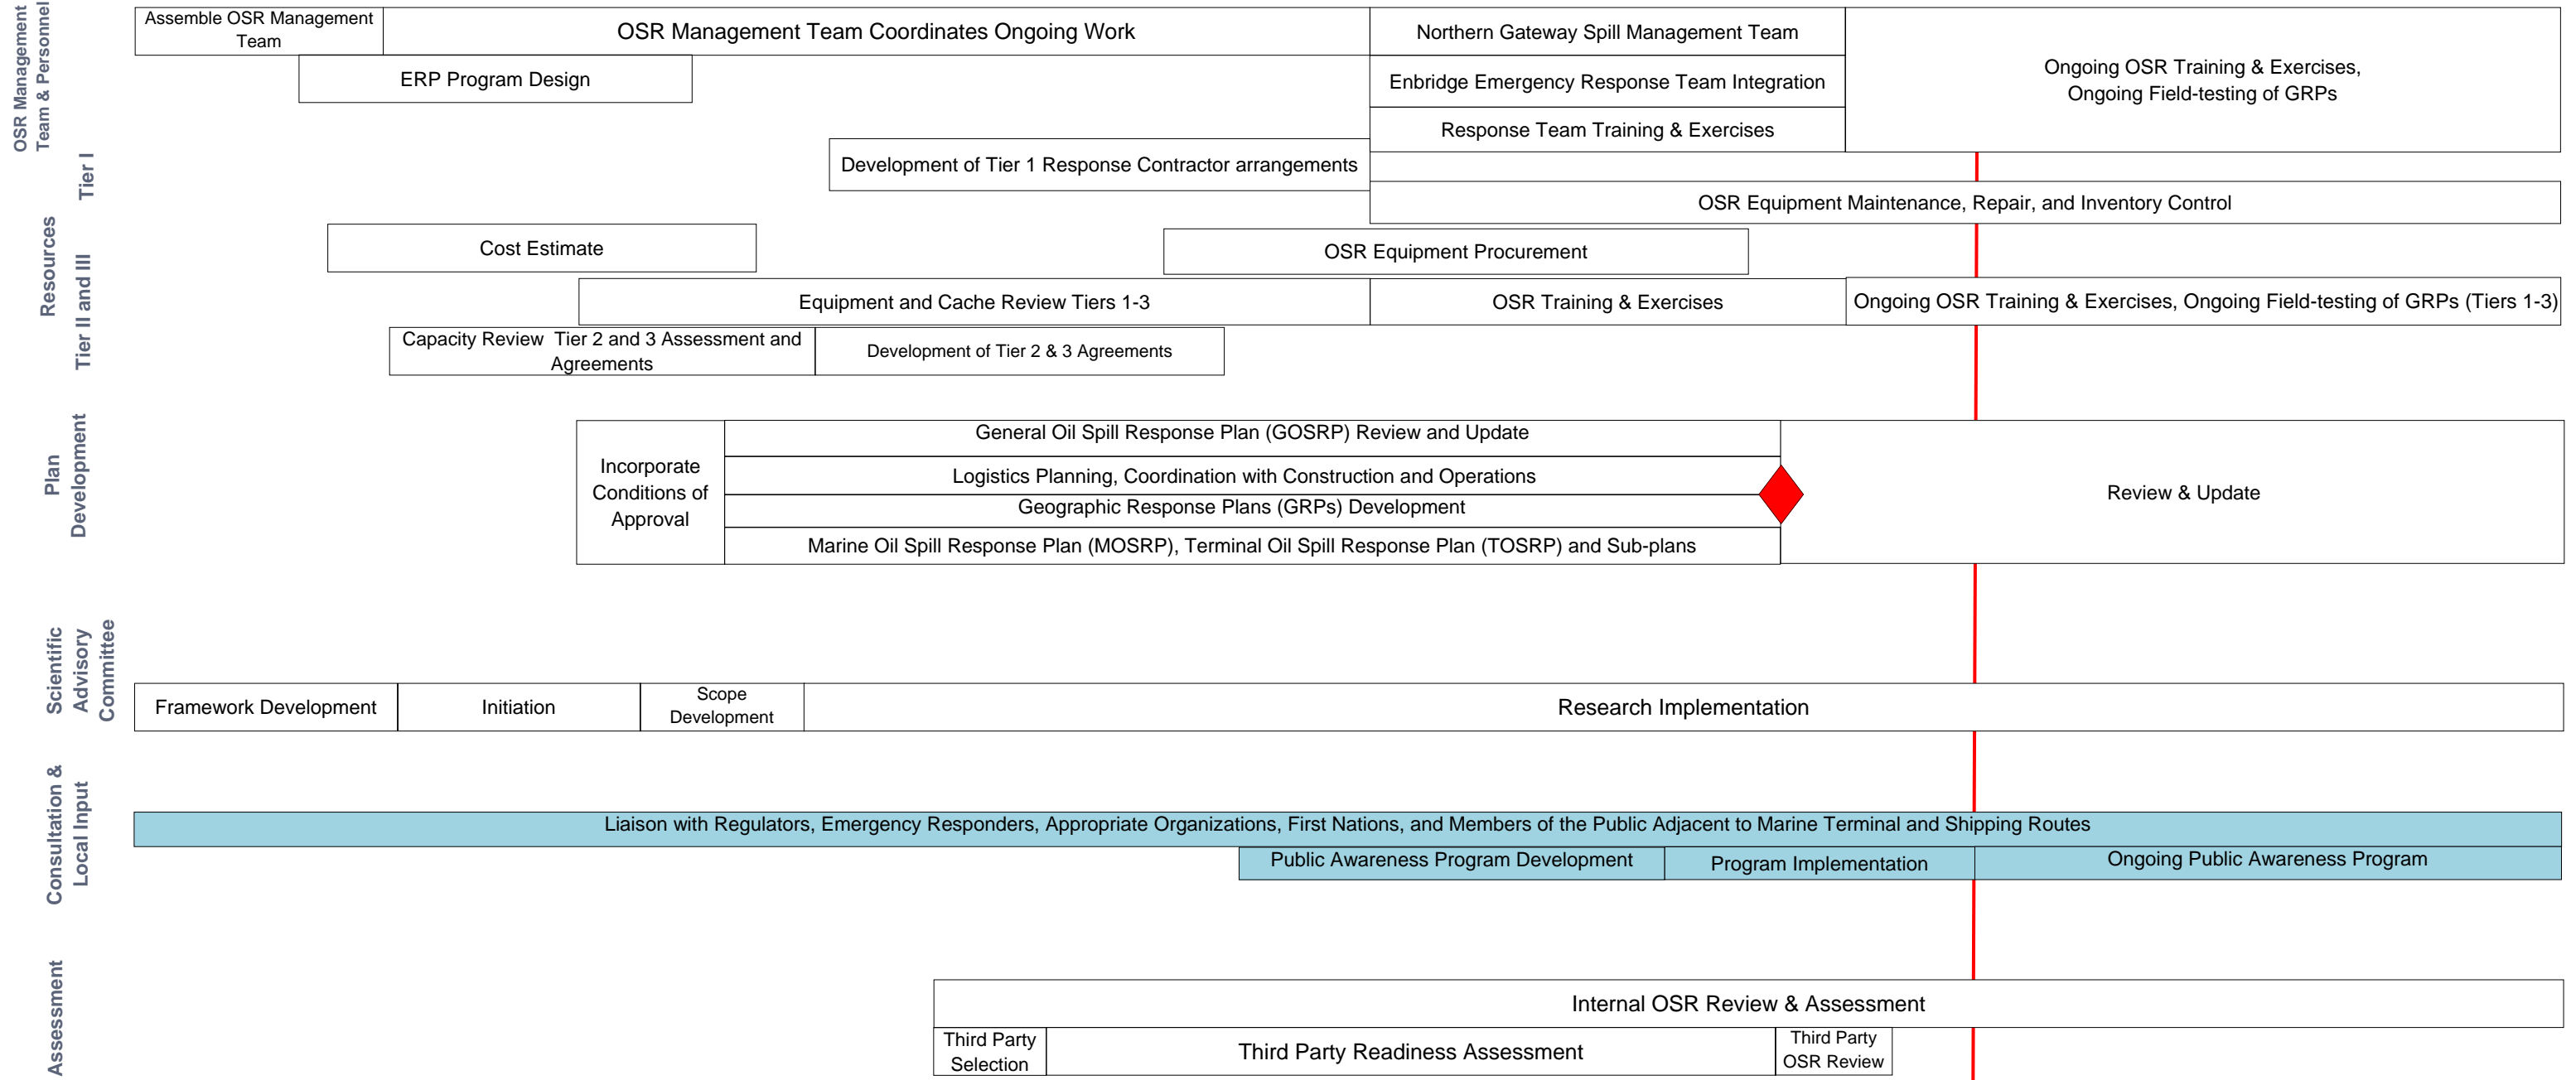 OSR Management
Team & Personnel
Assemble OSR Management
Team
OSR Management Team Coordinates Ongoing Work
Northern Gateway Spill Management Team
Ongoing OSR Training & Exercises,
Ongoing Field-testing of GRPs
ERP Program Design
Enbridge Emergency Response Team Integration
Response Team Training & Exercises
Resources
Tier I
Development of Tier 1 Response Contractor arrangements
OSR Equipment Maintenance, Repair, and Inventory Control
Tier II and III
Cost Estimate
OSR Equipment Procurement
Equipment and Cache Review Tiers 1-3
OSR Training & Exercises
Ongoing OSR Training & Exercises, Ongoing Field-testing of GRPs (Tiers 1-3)
Capacity Review  Tier 2 and 3 Assessment and
Agreements
Development of Tier 2 & 3 Agreements
Plan
Development
Incorporate
Conditions of
Approval
General Oil Spill Response Plan (GOSRP) Review and Update
Logistics Planning, Coordination with Construction and Operations
Geographic Response Plans (GRPs) Development
Marine Oil Spill Response Plan (MOSRP), Terminal Oil Spill Response Plan (TOSRP) and Sub-plans
Review & Update
Scientific
Advisory
Committee
Framework Development
Initiation
Scope
Development
Research Implementation
Consultation &
Local Input
Liaison with Regulators, Emergency Responders, Appropriate Organizations, First Nations, and Members of the Public Adjacent to Marine Terminal and Shipping Routes
Public Awareness Program Development
Program Implementation
Ongoing Public Awareness Program
Assessment
Internal OSR Review & Assessment
Third Party
Selection
Third Party Readiness Assessment
Third Party
OSR Review